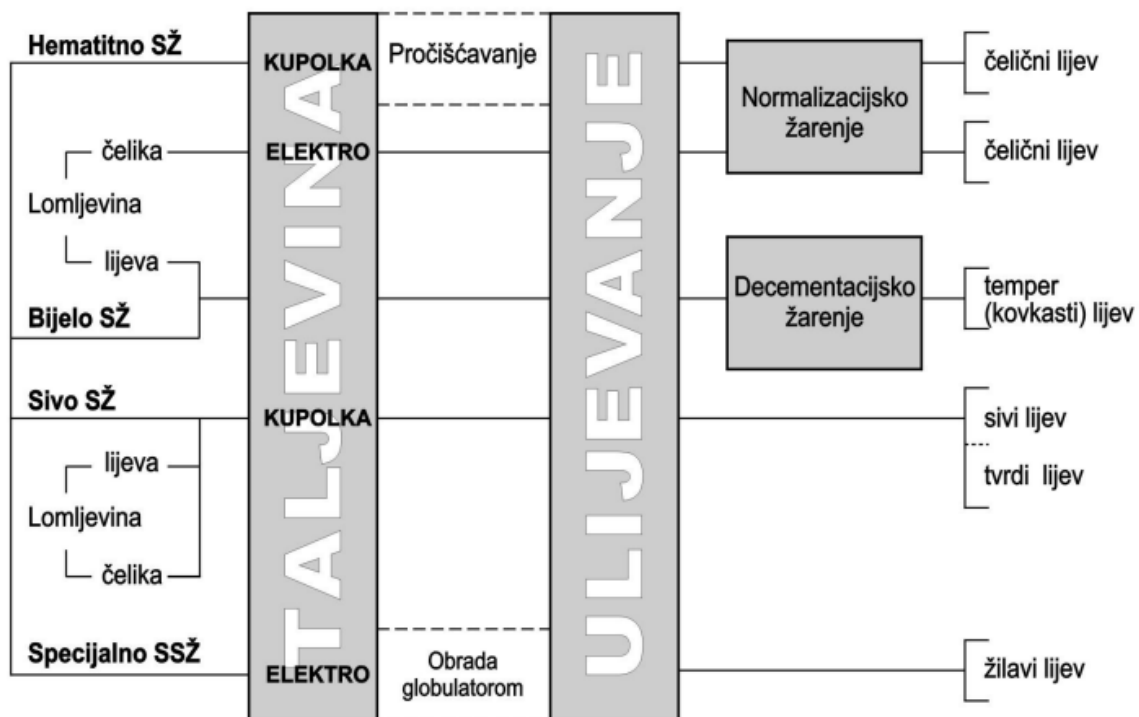 Hematitno SŽ
čelika
Lomljevina
lijeva
Bijelo SŽ
Sivo SŽ
lijeva
Lomljevina
čelika
Specijalno SSŽ
TALJEVINA
KUPOLKA
ELEKTRO
KUPOLKA
ELEKTRO
Pročišćavanje
Obrada
globulatorom
ULIJEVANJE
Normalizacijsko
žarenje
Decementacijsko
žarenje
čelični lijev
čelični lijev
temper
(kovkasti) lijev
sivi lijev
tvrdi lijev
žilavi lijev